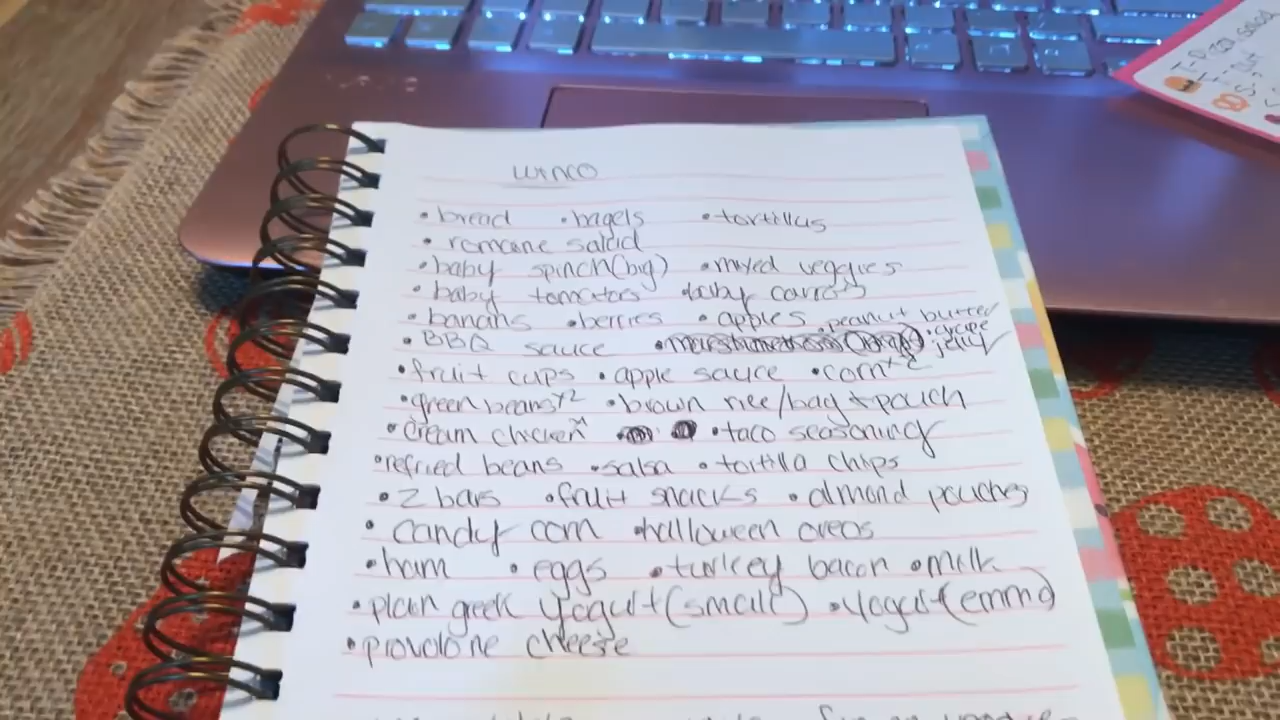 winco
• bread • bagels • tortillas
• romane salad
• baby spinch(big) • mixed veggies
• baby tomatoes • baby carrots
• banans • berries • apples • peanut butter
• BBQ sauce • grape jelly
• fruit cups • apple sauce • corn x2
• green beans x2 • brown rice/bag + pouch
• cream chicken • taco seasoning
• refried beans • salsa • tortilla chips
• z bars • fruit snacks • almond pouches
• candy corn • halloween oreos
• ham • eggs • turkey bacon • milk
• plain greek yogurt (small) • yogurt (emma)
• provolone cheese